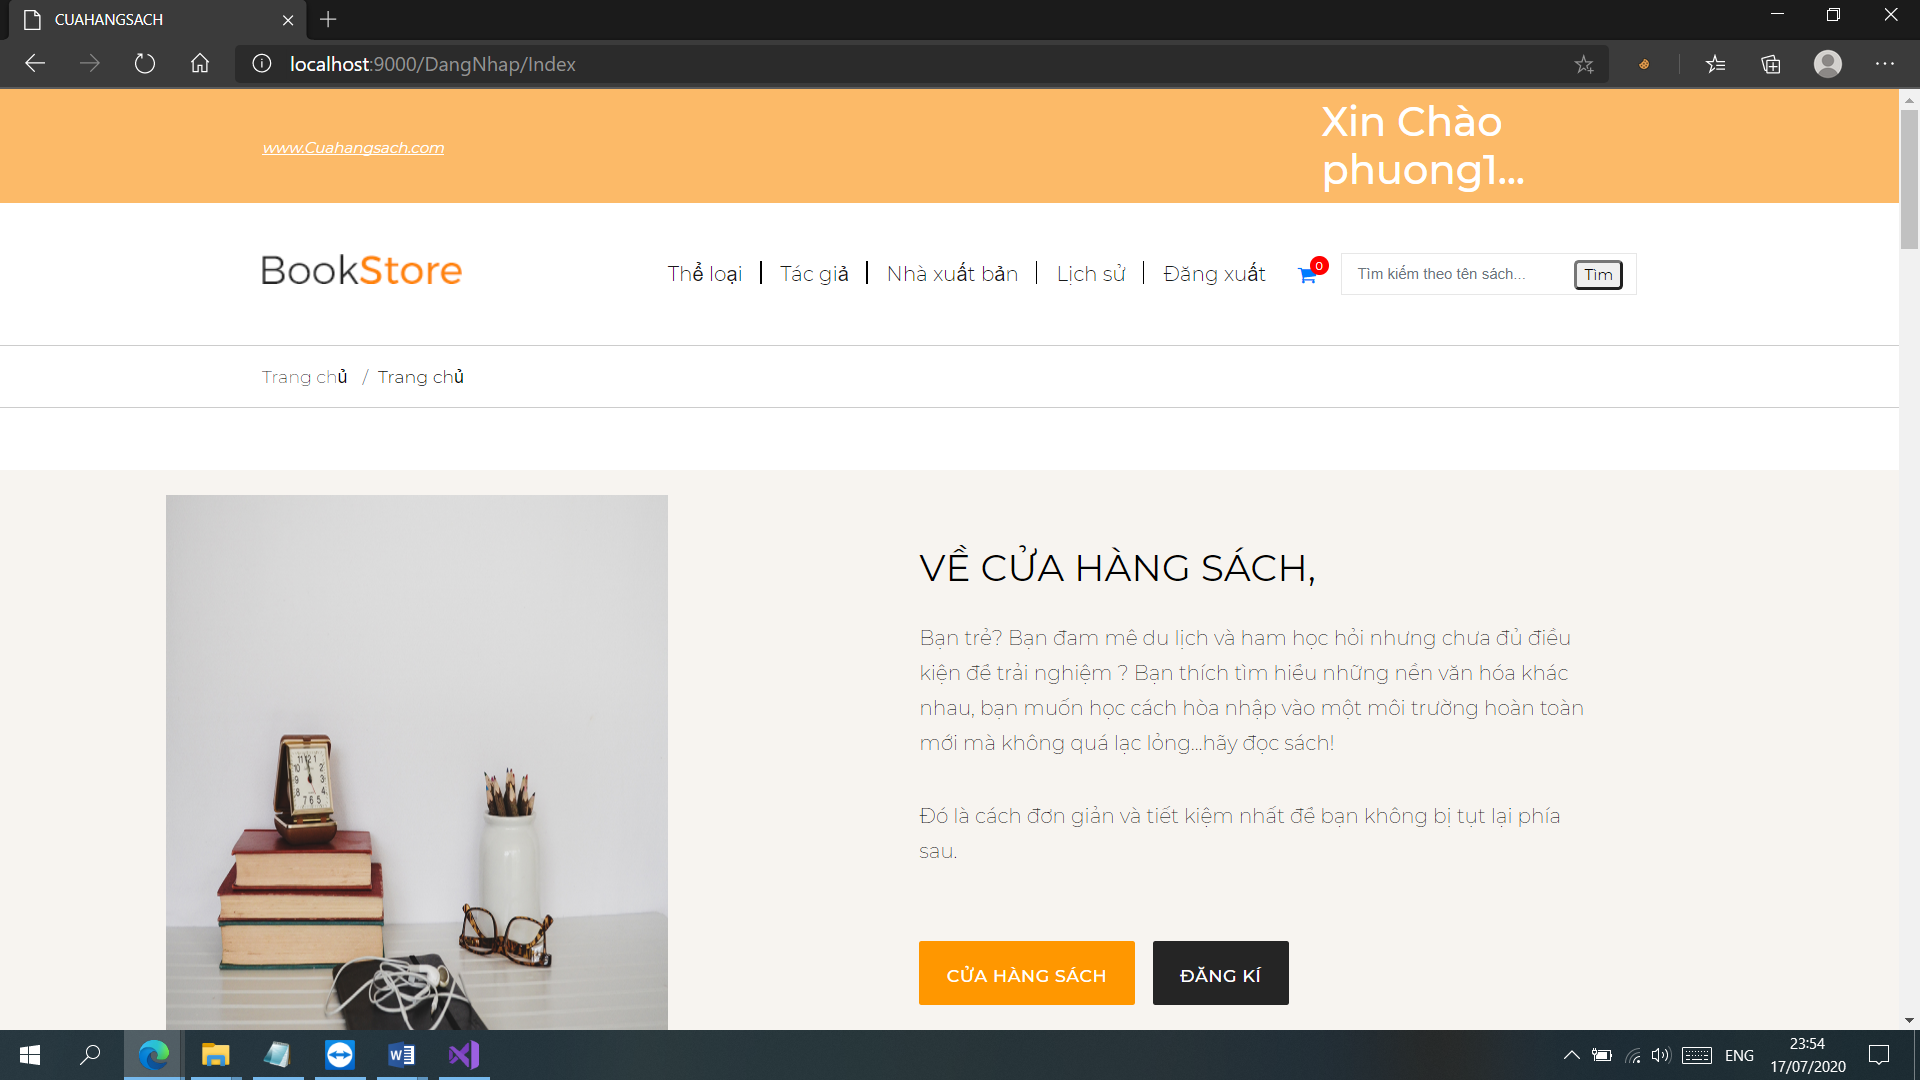 CUAHANGSACH
localhost:9000/DangNhap/Index
www.Cuahangsach.com
Xin Chào
phuong1...
BookStore
Thể loại
Tác giả
Nhà xuất bản
Lịch sử
Đăng xuất
0
Tìm kiếm theo tên sách...
Tìm
Trang chủ / Trang chủ
VỀ CỬA HÀNG SÁCH,
Bạn trẻ? Bạn đam mê du lịch và ham học hỏi nhưng chưa đủ điều
kiện để trải nghiệm ? Bạn thích tìm hiểu những nền văn hóa khác
nhau, bạn muốn học cách hòa nhập vào một môi trường hoàn toàn
mới mà không quá lạc lỏng...hãy đọc sách!
Đó là cách đơn giản và tiết kiệm nhất để bạn không bị tụt lại phía
sau.
CỬA HÀNG SÁCH
ĐĂNG KÍ
ENG
23:54
17/07/2020